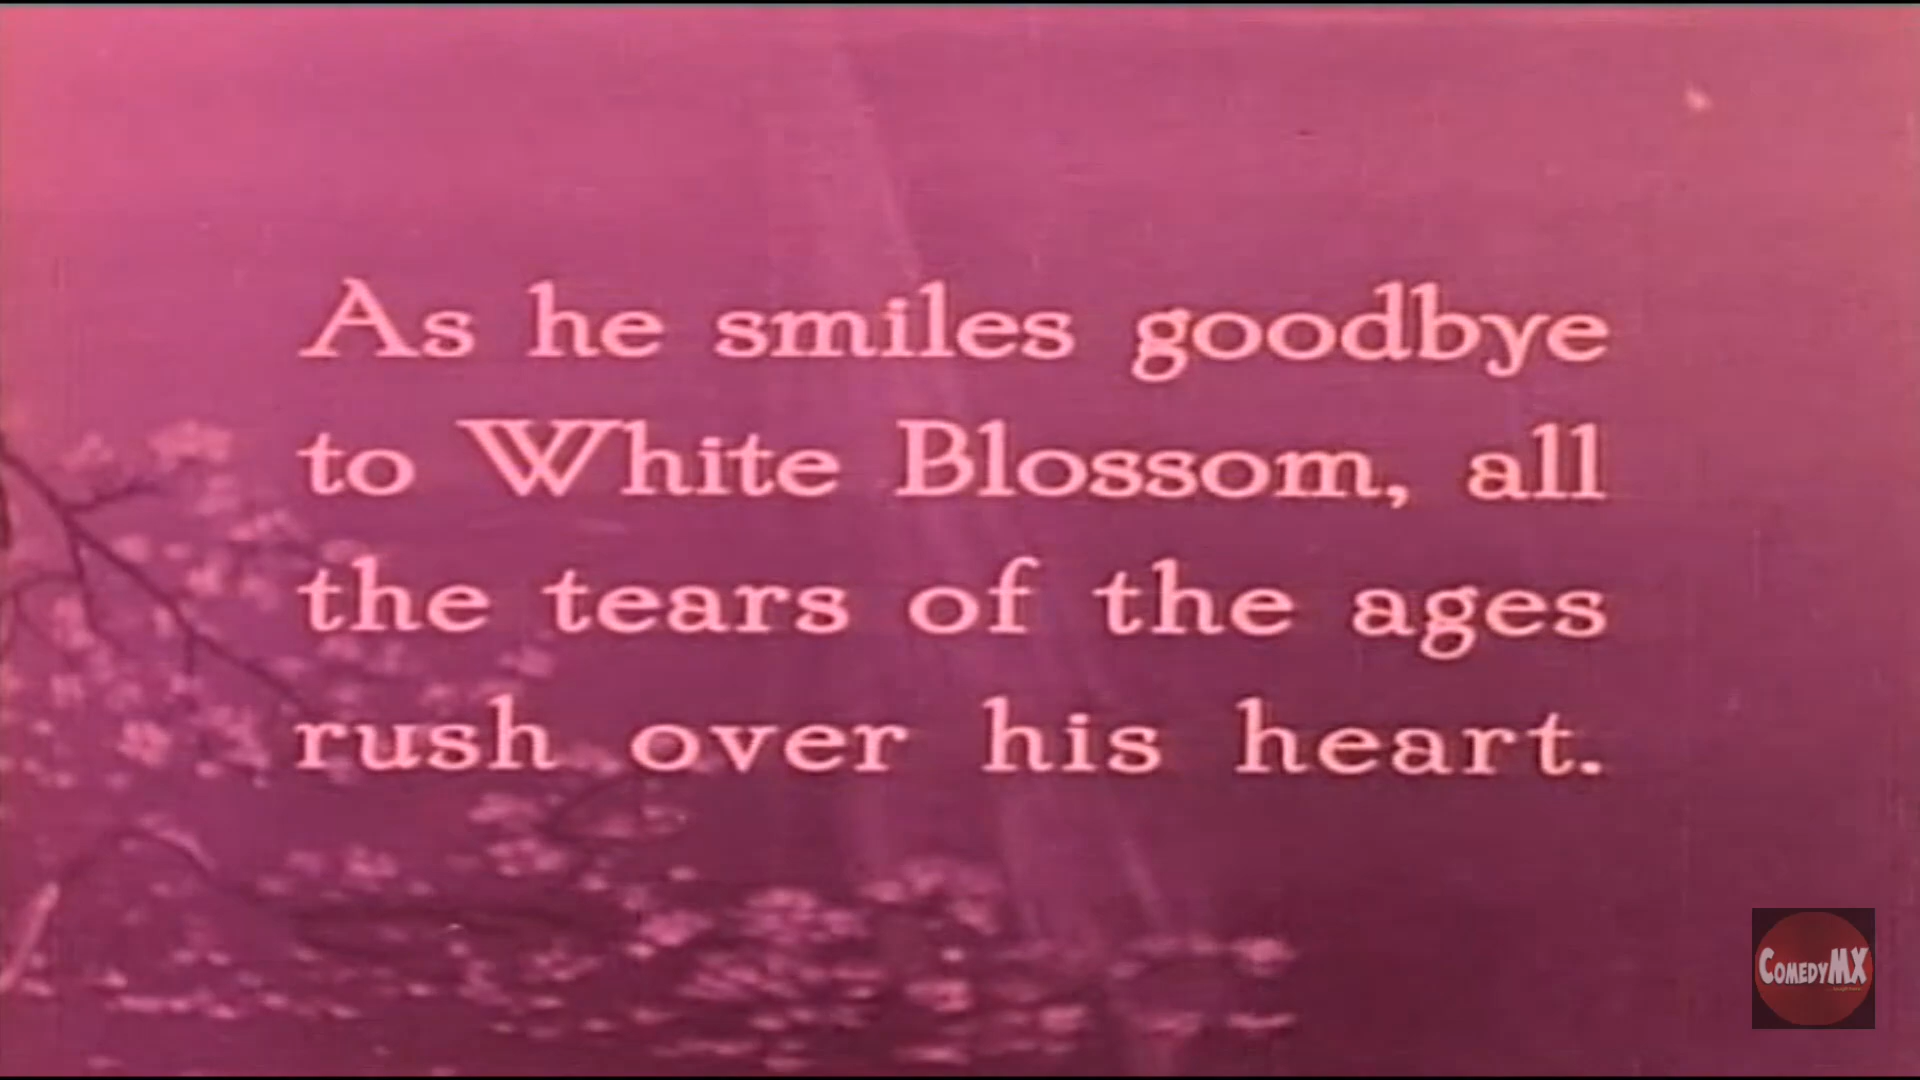 As he smiles goodbye
to White Blossom, all
the tears of the ages
rush over his heart.
COMEDYMX